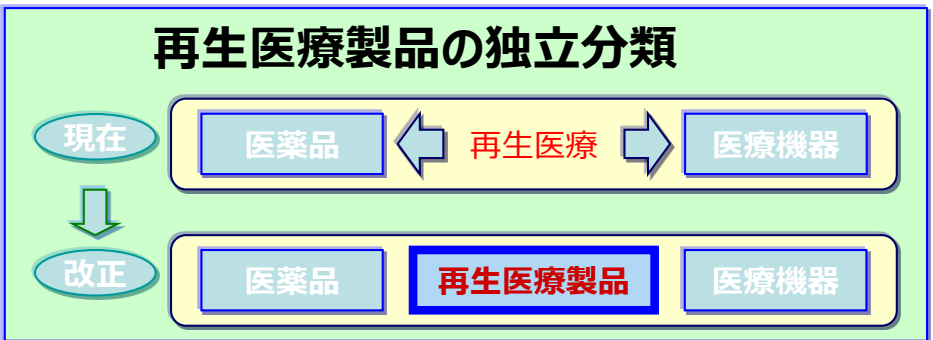 再生医療製品の独立分類
現在
医薬品
再生医療
医療機器
改正
医薬品
再生医療製品
医療機器